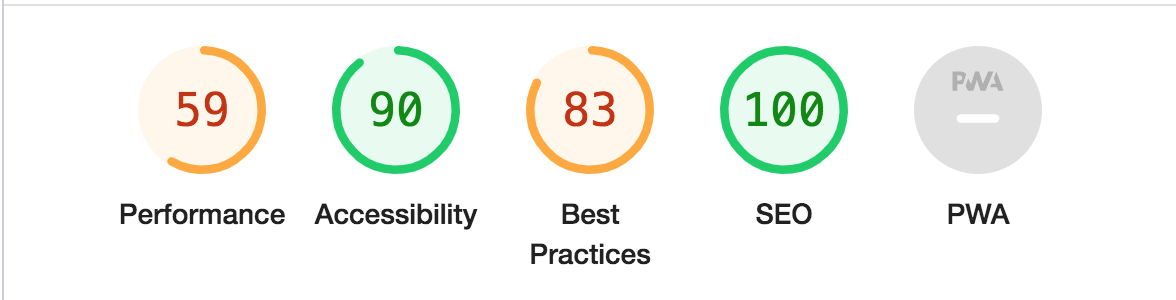 59
90
83
100
PWA
Performance
Accessibility
Best
Practices
SEO
PWA